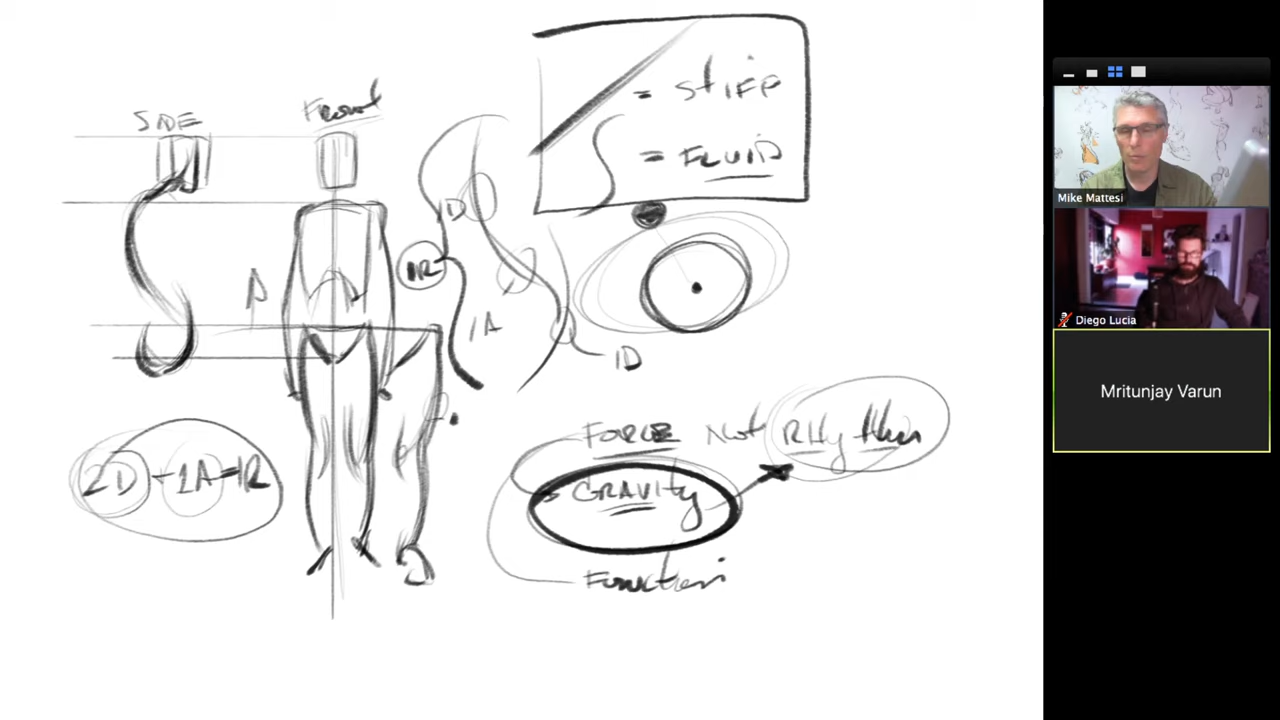 SIDE
Front
= STIFF
= FLUID
D
1R
A
1A
1D
2D + 1A = 1R
FORCE Not RHythm
GRAVITY
Function
Mike Mattesi
Diego Lucia
Mritunjay Varun